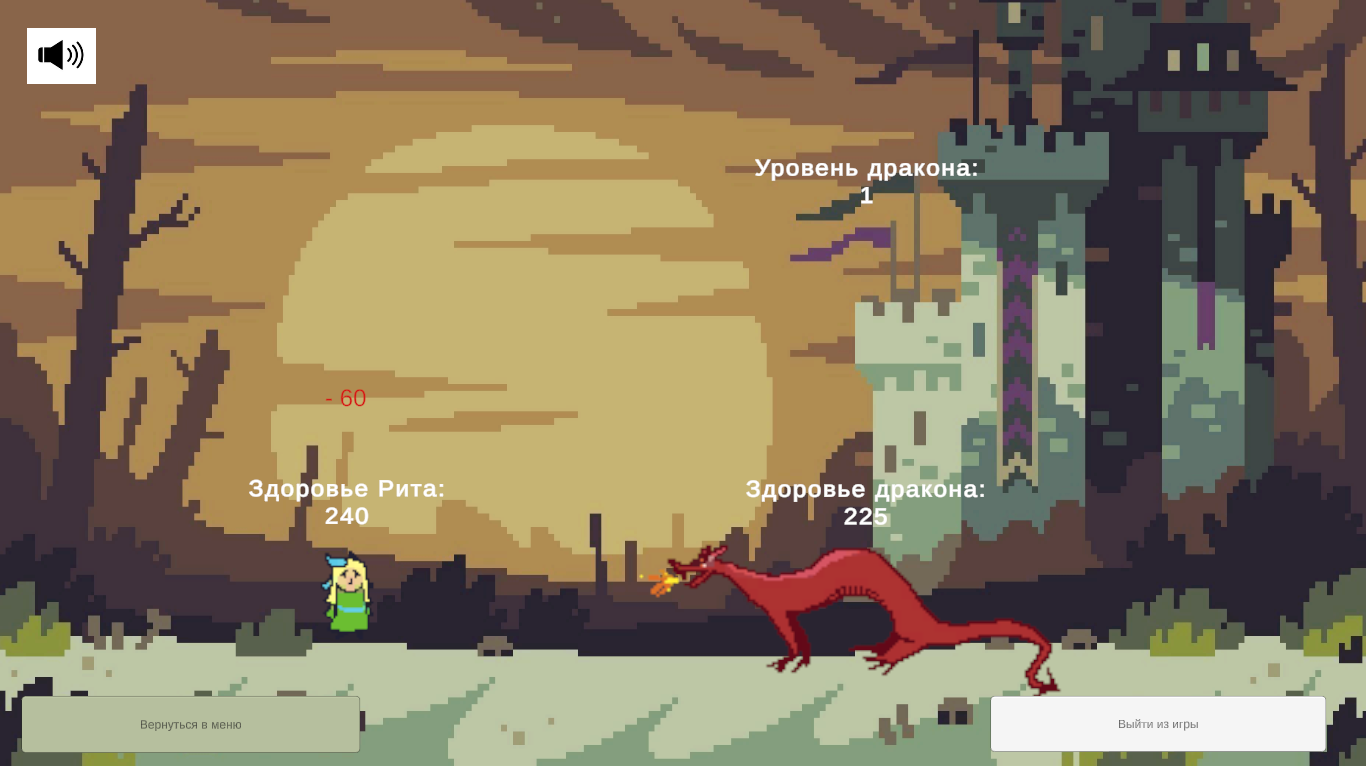 Уровень дракона:
1
- 60
Здоровье Рита:
240
Здоровье дракона:
225
Вернуться в меню
Выйти из игры